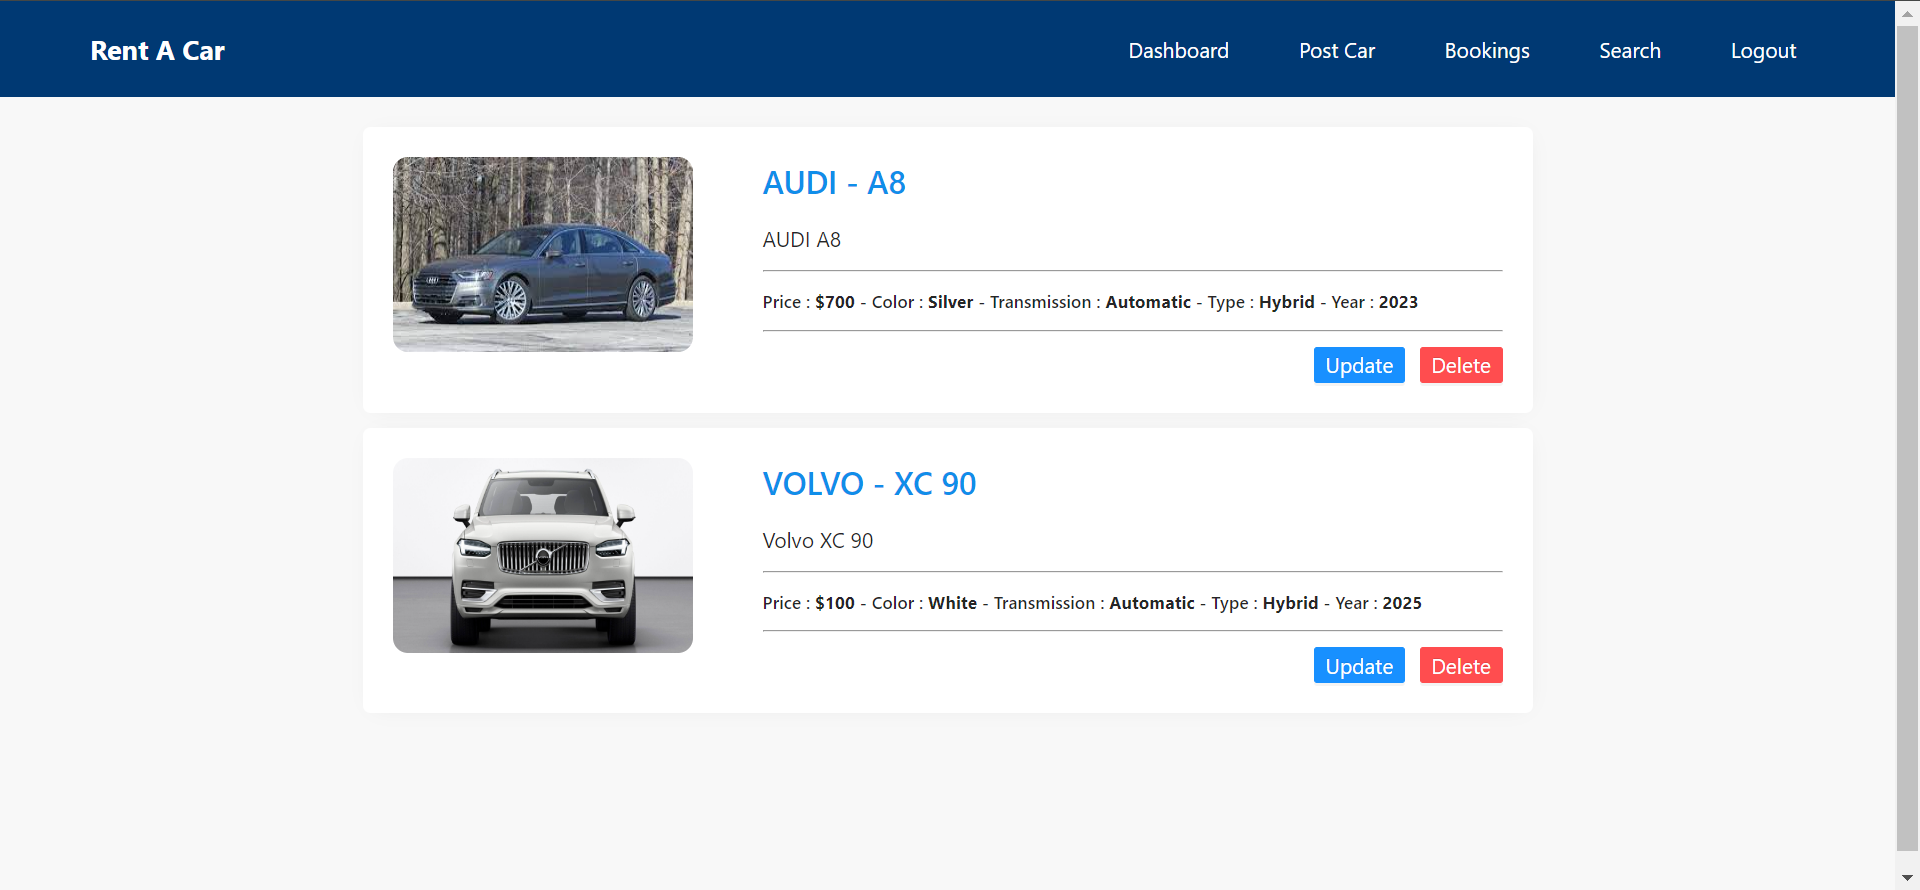 Rent A Car Dashboard Post Car Bookings Search Logout
AUDI - A8
AUDI A8
Price : $700 - Color : Silver - Transmission : Automatic - Type : Hybrid - Year : 2023
Update Delete
VOLVO - XC 90
Volvo XC 90
Price : $100 - Color : White - Transmission : Automatic - Type : Hybrid - Year : 2025
Update Delete